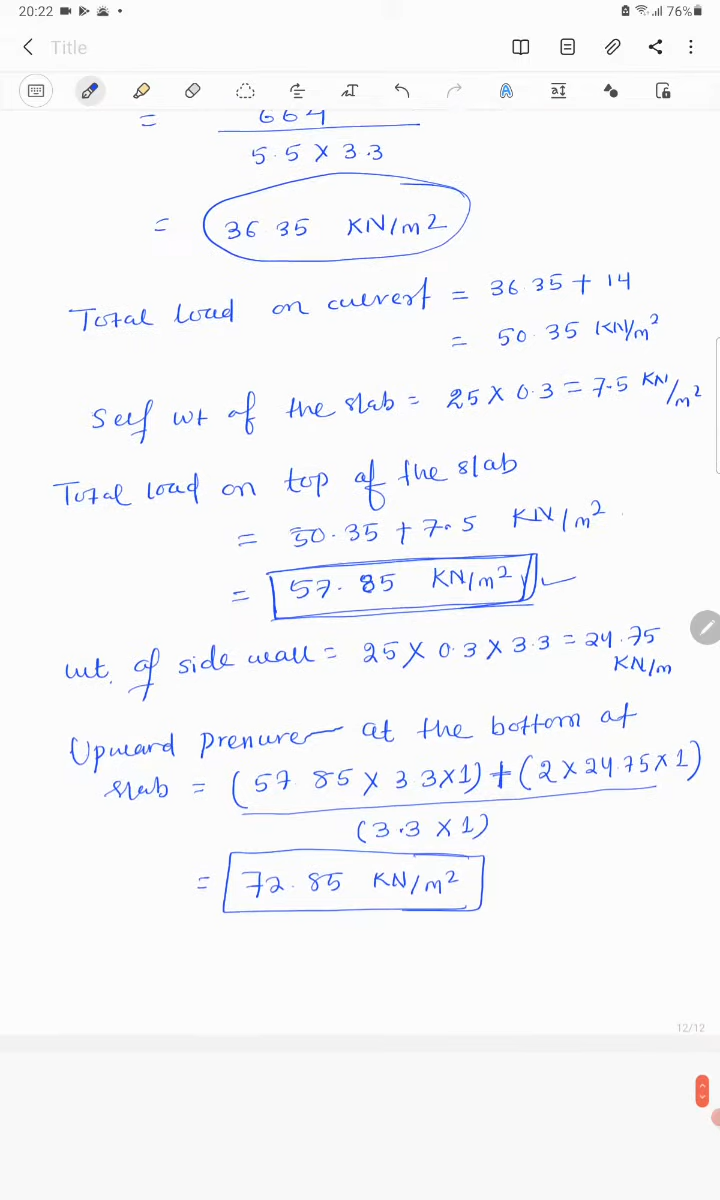 20:22 76%
Title
= 664
5.5 X 3.3
= 36 35 KN/m2
Total load on culvert = 36 35 + 14
= 50.35 KN/m2
Self wt of the slab = 25 X 0.3 = 7.5 KN/m2
Total load on top of the slab
= 50.35 + 7.5 KN/m2
= 57.85 KN/m2
wt. of side wall = 25 X 0.3 X 3.3 = 24.75
KN/m
Upward pressure at the bottom of
slab = (57 85 X 3 3X1) + (2 X 24.75 X 1)
(3.3 X 1)
= 72.85 KN/m2
12/12